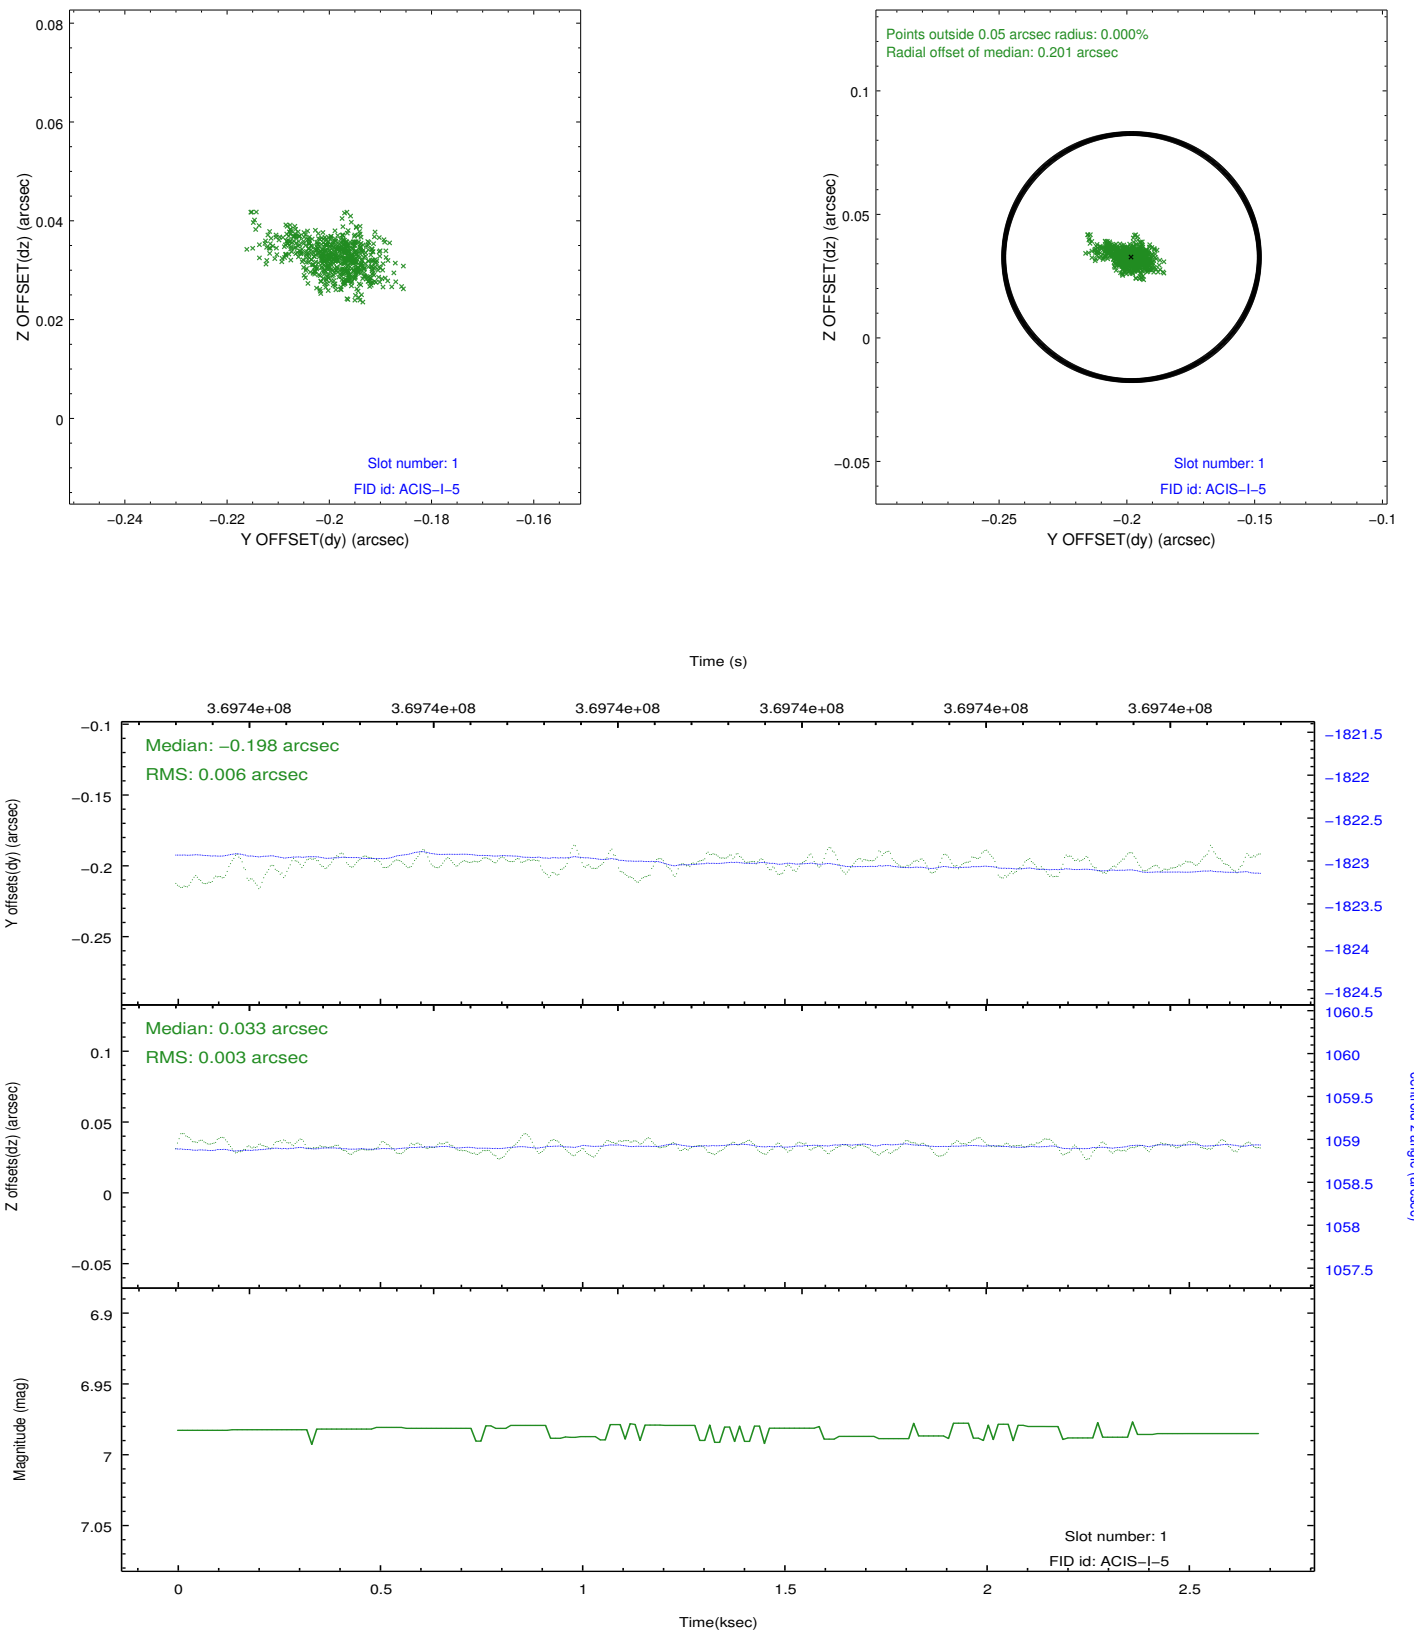 0.08
0.06
0.04
0.02
0
Z OFFSET(dz) (arcsec)
Slot number: 1
FID id: ACIS−I−5
−0.24 −0.22 −0.2 −0.18 −0.16
Y OFFSET(dy) (arcsec)
Points outside 0.05 arcsec radius: 0.000%
Radial offset of median: 0.201 arcsec
0.1
0.05
0
−0.05
Z OFFSET(dz) (arcsec)
Slot number: 1
FID id: ACIS−I−5
−0.25 −0.2 −0.15 −0.1
Y OFFSET(dy) (arcsec)
Time (s)
3.6974e+08 3.6974e+08 3.6974e+08 3.6974e+08 3.6974e+08 3.6974e+08
Median: −0.198 arcsec
RMS: 0.006 arcsec
−0.1
−0.15
−0.2
−0.25
Y offsets(dy) (arcsec)
−1821.5
−1822
−1822.5
−1823
−1823.5
−1824
−1824.5
Median: 0.033 arcsec
RMS: 0.003 arcsec
0.1
0.05
0
−0.05
Z offsets(dz) (arcsec)
1060.5
1060
1059.5
1059
1058.5
1058
1057.5
centroid z angle (arcsec)
6.9
6.95
7
7.05
Magnitude (mag)
Slot number: 1
FID id: ACIS−I−5
0 0.5 1 1.5 2 2.5
Time(ksec)